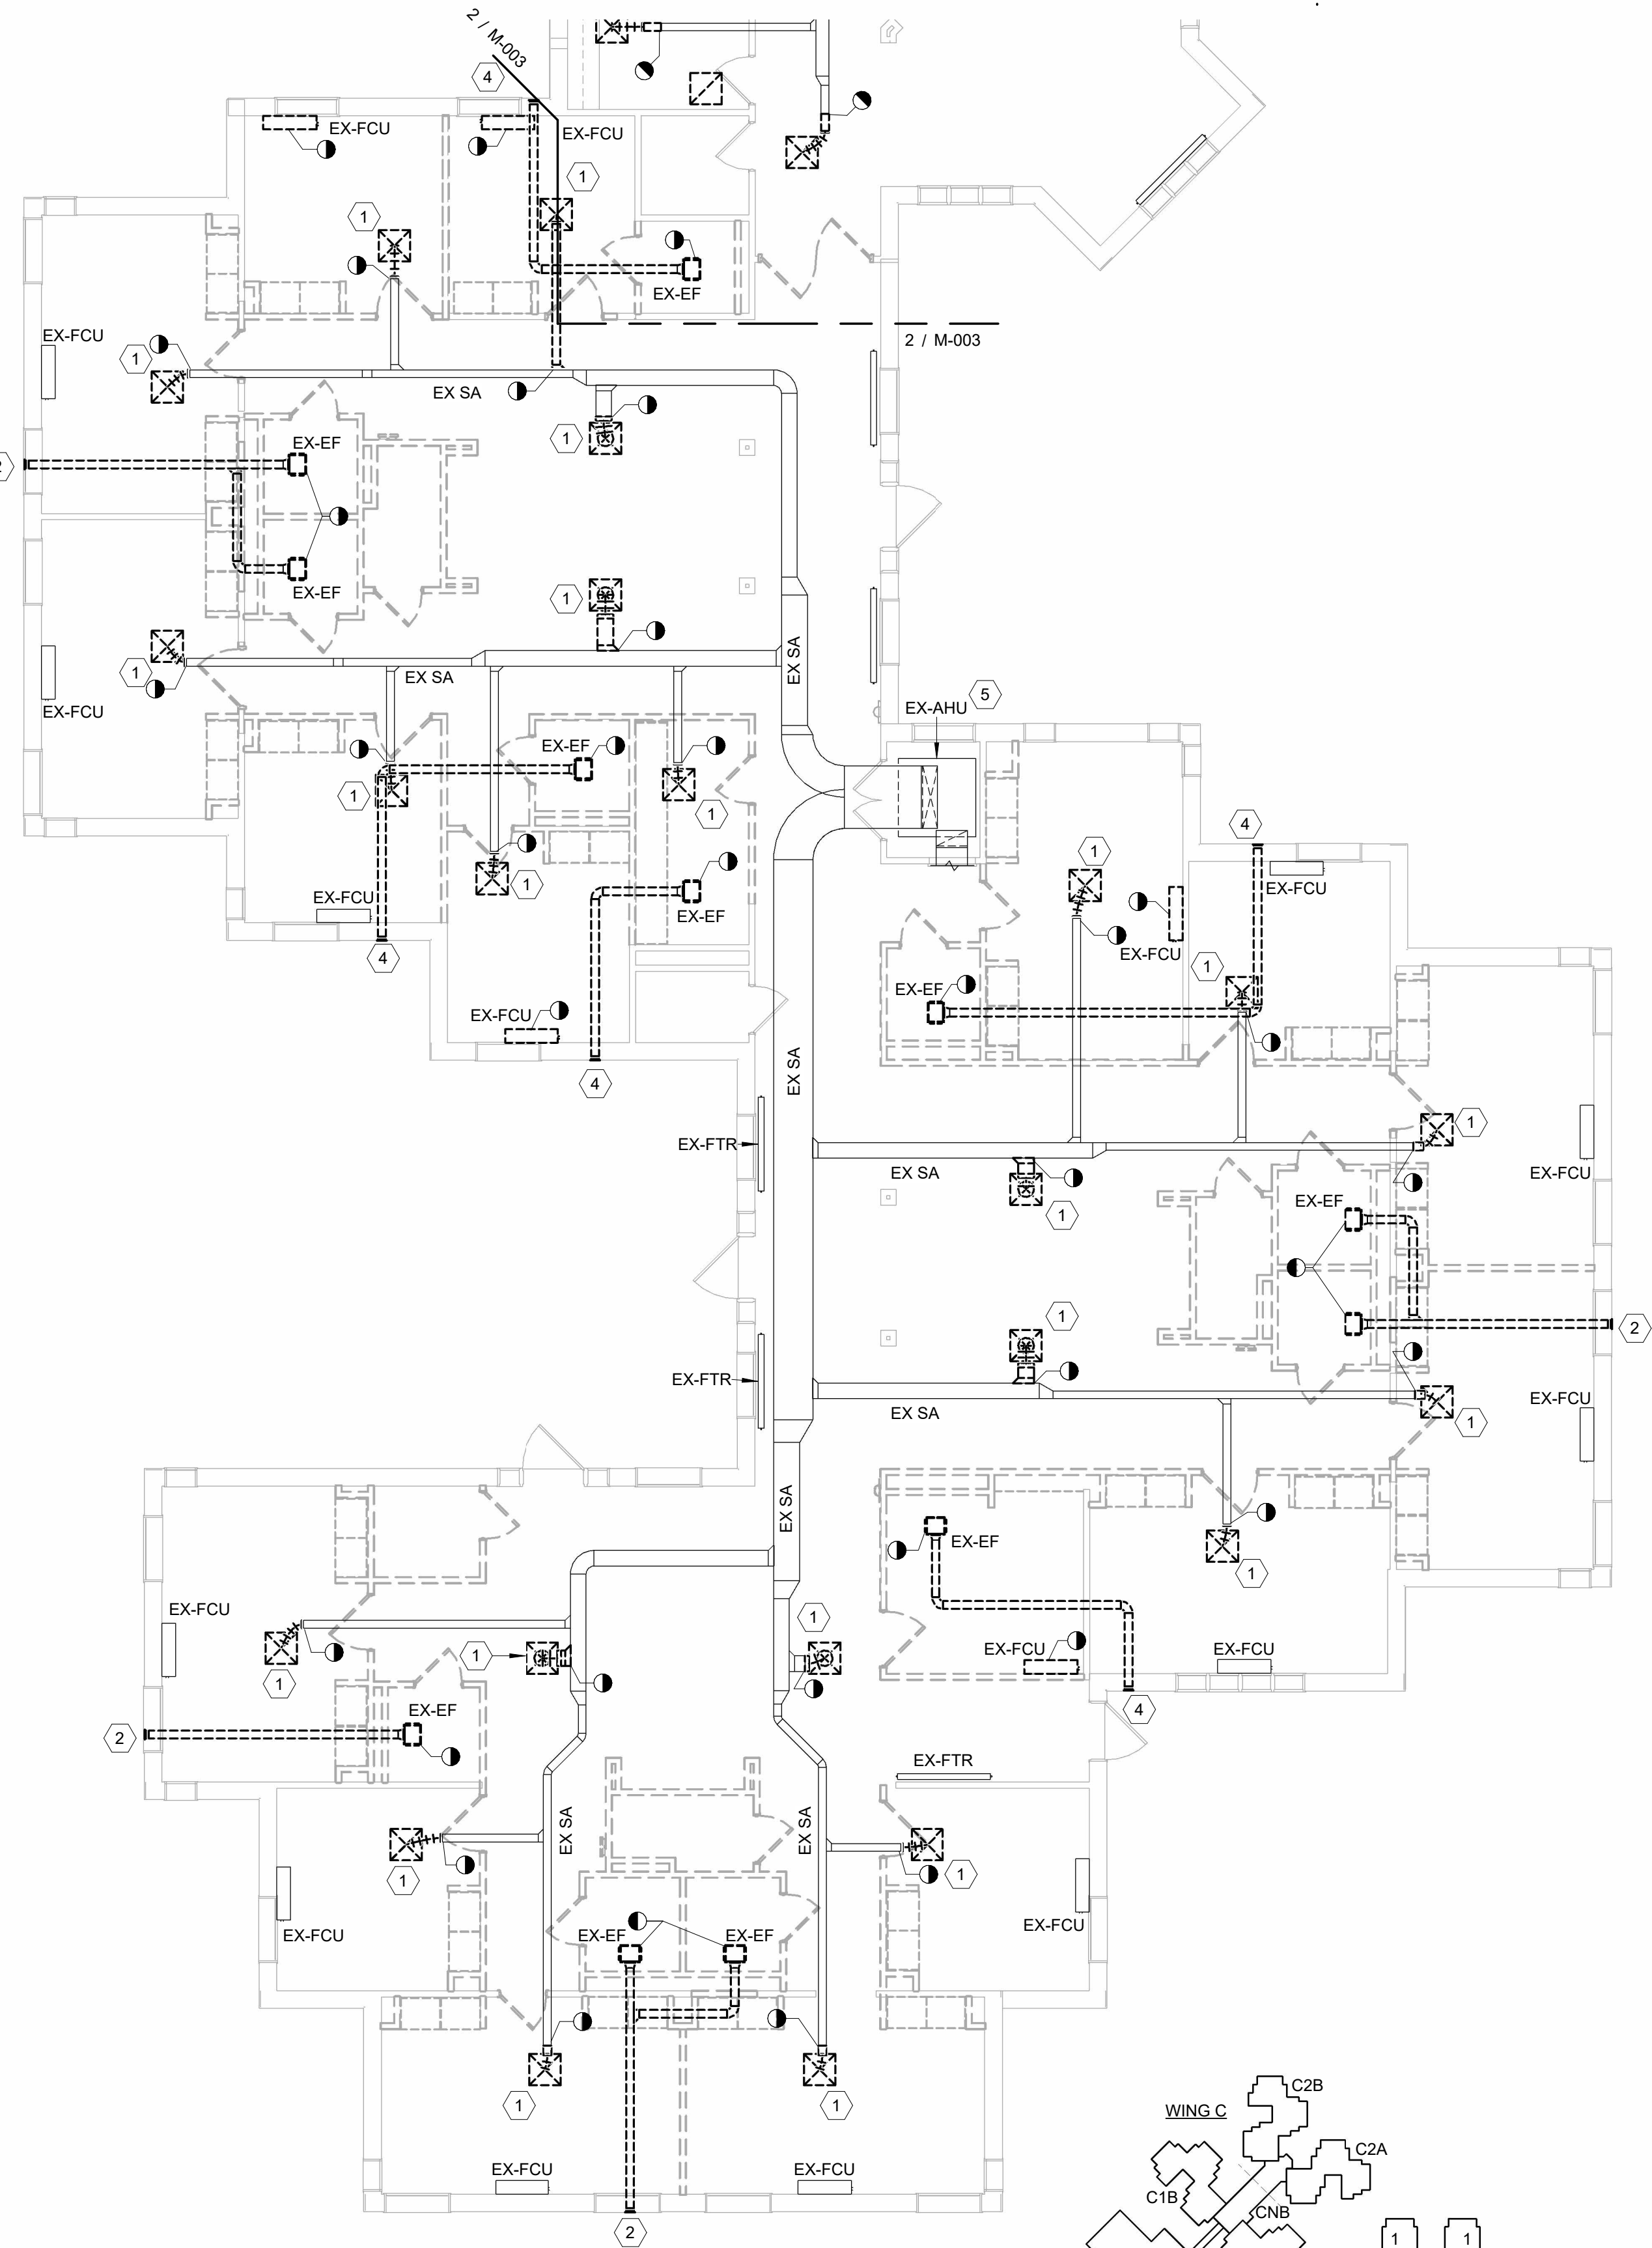 2 / M-003
4
EX-FCU
EX-FCU
1
1
EX-EF
2 / M-003
EX-FCU
1
EX SA
1
EX-EF
2
EX-EF
1
EX SA
1
EX SA
EX-FCU
5
EX-AHU
EX-EF
1
1
1
4
EX-FCU
1
EX-FCU
EX-EF
EX-FCU
1
4
EX-EF
EX-FCU
4
EX SA
1
EX-FTR
EX SA
EX-FCU
1
EX-EF
1
2
EX-FTR
EX-FCU
EX SA
1
EX SA
EX-EF
1
EX-FCU
1
1
EX-FCU
EX-FCU
1
4
EX-EF
2
EX-FTR
EX SA
EX SA
1
1
EX-FCU
EX-EF
EX-EF
EX-FCU
1
1
EX-FCU
EX-FCU
2
WING C
C2B
C2A
C1B
CNB
1
1